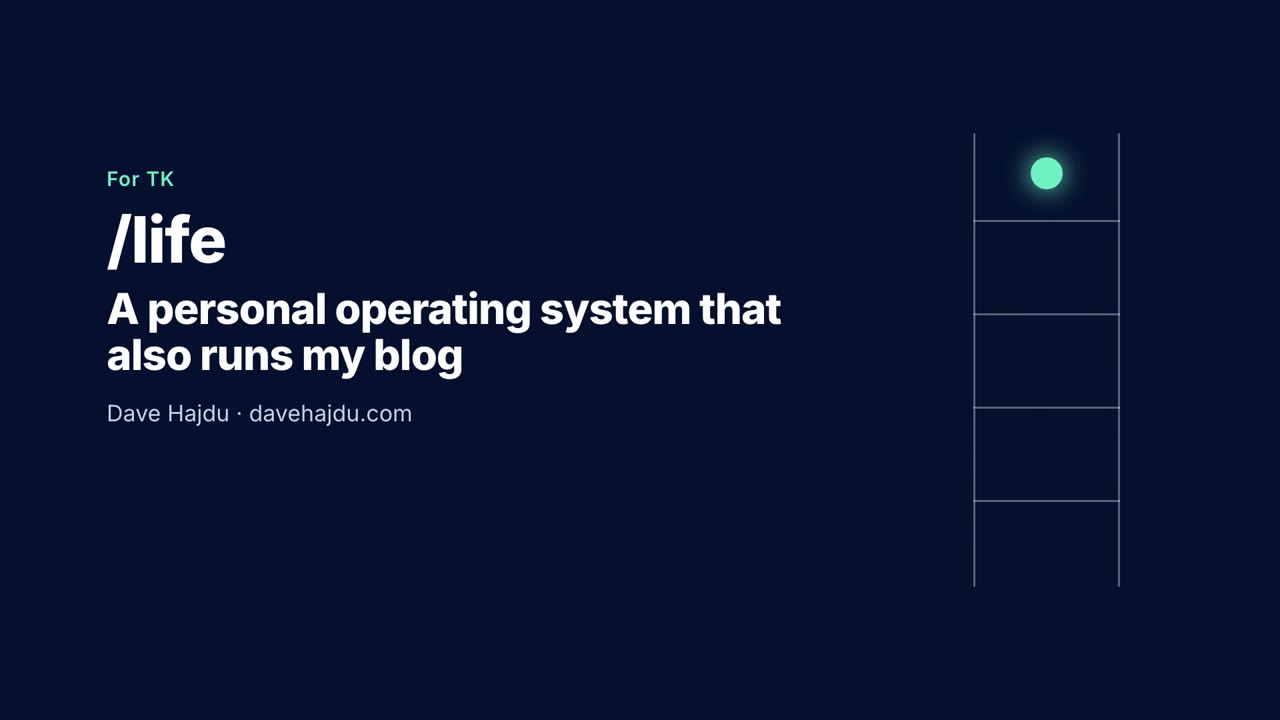 For TK
/life
A personal operating system that
also runs my blog
Dave Hajdu · davehajdu.com